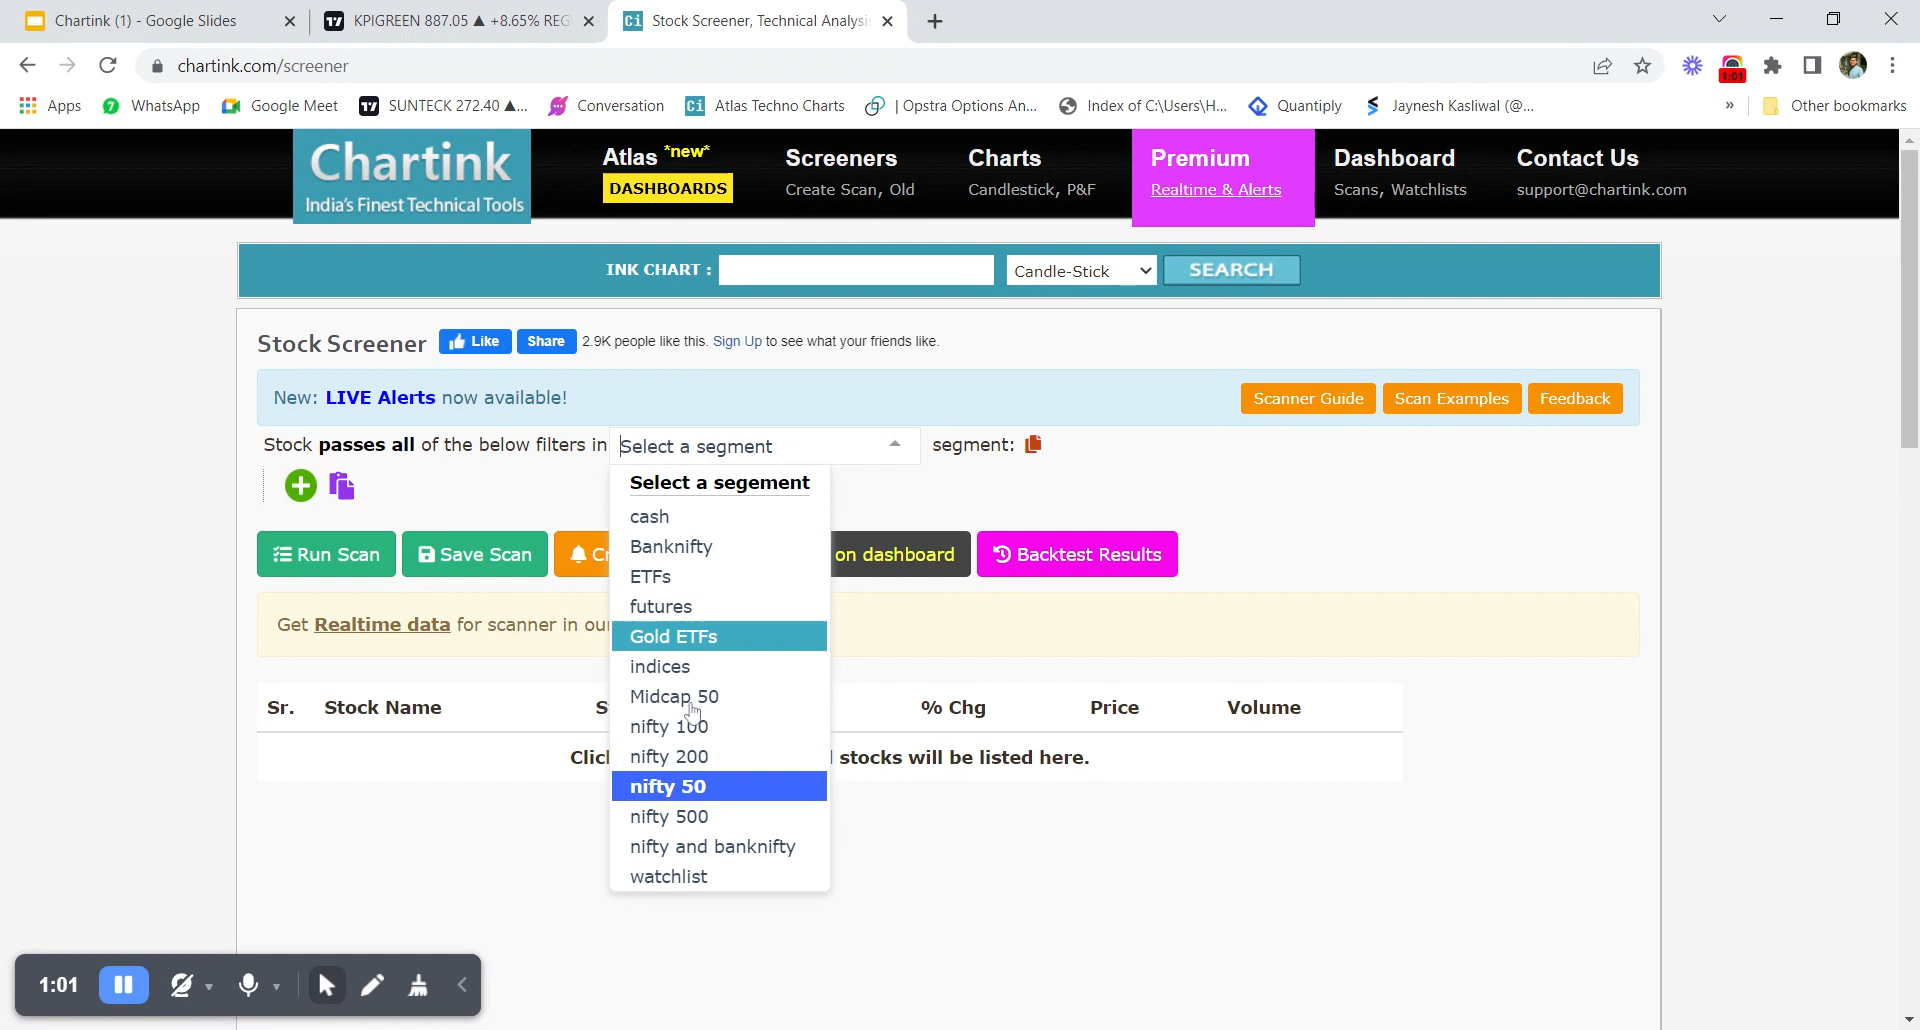 Chartink (1) - Google Slides
KPIGREEN 887.05 ▲ +8.65% REG
Stock Screener, Technical Analysis
chartink.com/screener
1:01
Apps
WhatsApp
Google Meet
SUNTECK 272.40 ▲...
Conversation
Atlas Techno Charts
| Opstra Options An...
Index of C:\Users\H...
Quantiply
Jaynesh Kasliwal (@...
»
Other bookmarks
Chartink
India's Finest Technical Tools
Atlas *new*
DASHBOARDS
Screeners
Create Scan, Old
Charts
Candlestick, P&F
Premium
Realtime & Alerts
Dashboard
Scans, Watchlists
Contact Us
support@chartink.com
INK CHART :
Candle-Stick
SEARCH
Stock Screener
Like
Share
2.9K people like this. Sign Up to see what your friends like.
New: LIVE Alerts now available!
Scanner Guide
Scan Examples
Feedback
Stock passes all of the below filters in Select a segment segment:
Select a segement
cash
Banknifty
ETFs
futures
Gold ETFs
indices
Midcap 50
nifty 100
nifty 200
nifty 50
nifty 500
nifty and banknifty
watchlist
Run Scan
Save Scan
Cr
on dashboard
Backtest Results
Get Realtime data for scanner in ou
Sr.
Stock Name
S
% Chg
Price
Volume
Clic
stocks will be listed here.
1:01